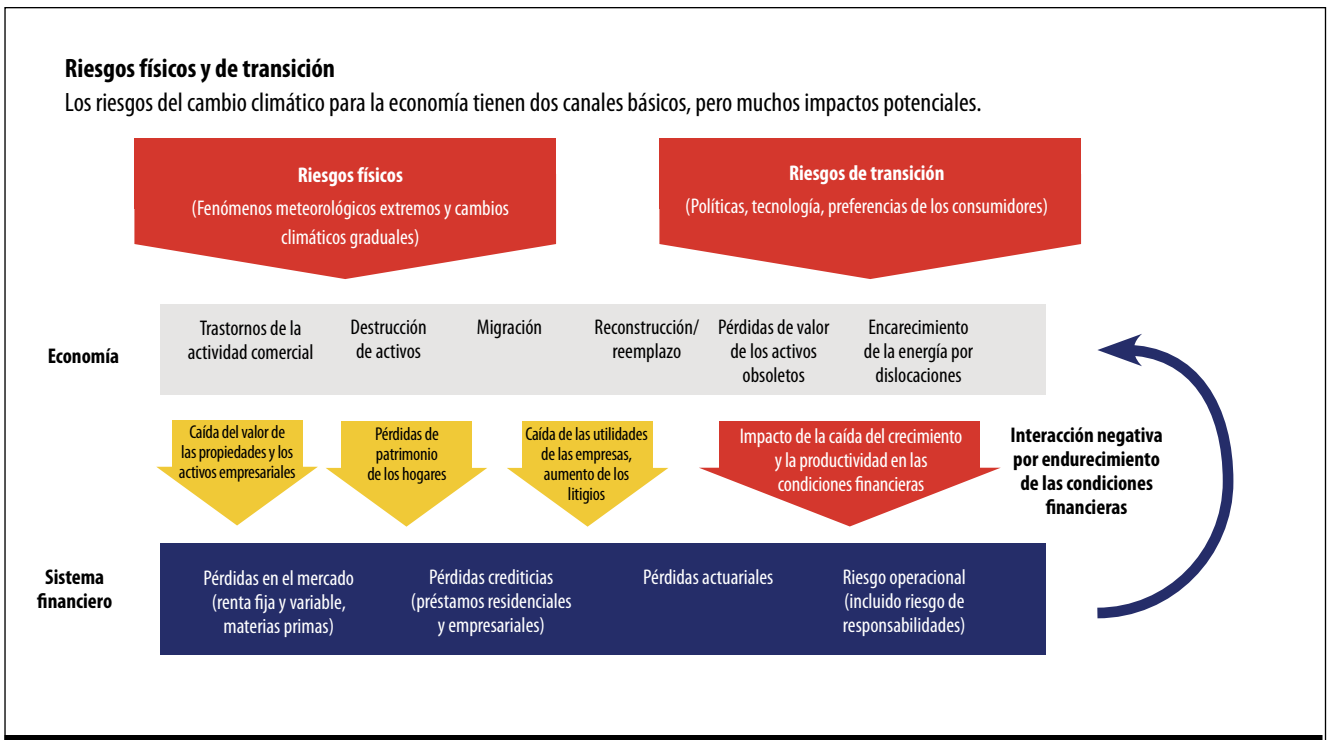 Riesgos físicos y de transición
Los riesgos del cambio climático para la economía tienen dos canales básicos, pero muchos impactos potenciales.
Riesgos físicos
(Fenómenos meteorológicos extremos y cambios
climáticos graduales)
Riesgos de transición
(Políticas, tecnología, preferencias de los consumidores)
Economía
Trastornos de la
actividad comercial
Destrucción
de activos
Migración
Reconstrucción/
reemplazo
Pérdidas de valor
de los activos
obsoletos
Encarecimiento
de la energía por
dislocaciones
Caída del valor de
las propiedades y los
activos empresariales
Pérdidas de
patrimonio
de los hogares
Caída de las utilidades
de las empresas,
aumento de los
litigios
Impacto de la caída del crecimiento
y la productividad en las
condiciones financieras
Interacción negativa
por endurecimiento
de las condiciones
financieras
Sistema
financiero
Pérdidas en el mercado
(renta fija y variable,
materias primas)
Pérdidas crediticias
(préstamos residenciales
y empresariales)
Pérdidas actuariales
Riesgo operacional
(incluido riesgo de
responsabilidades)